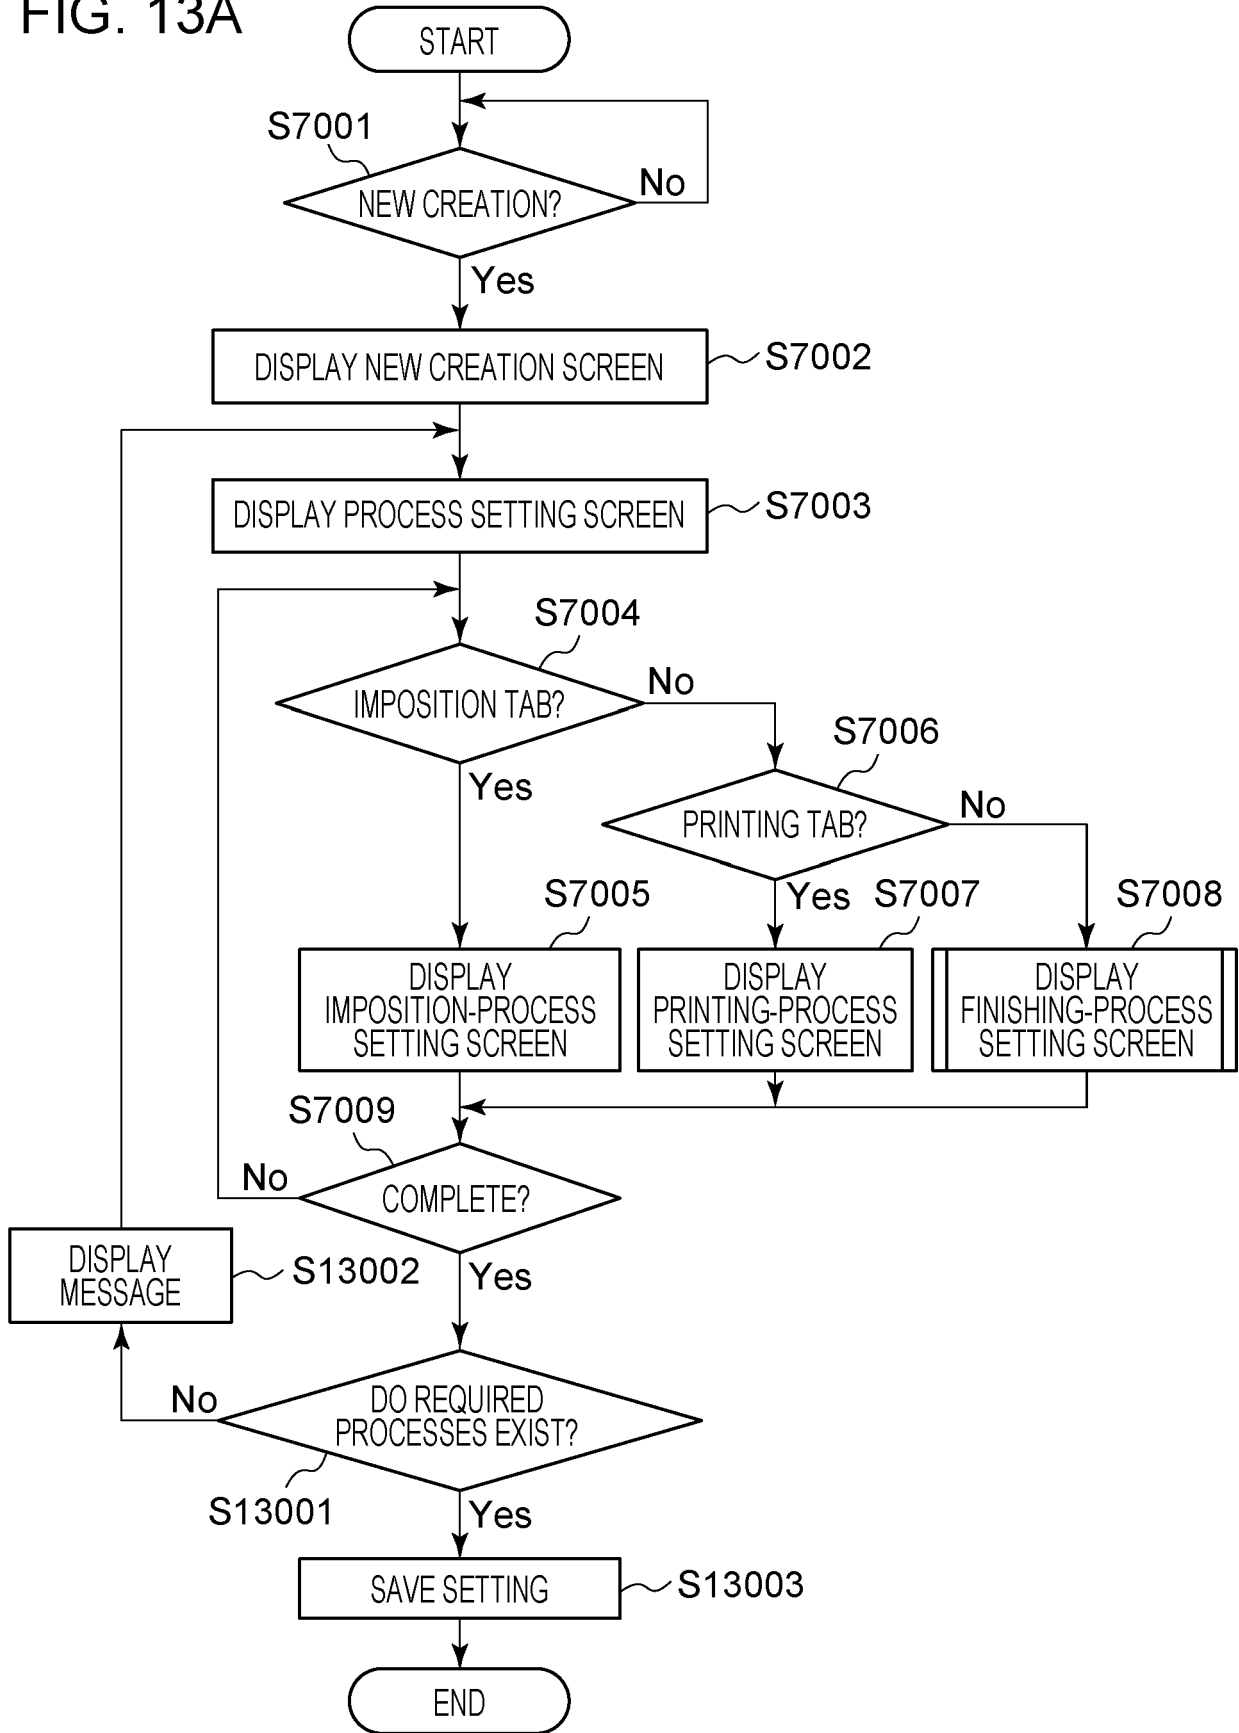 FIG. 13A
START
S7001
No
NEW CREATION?
Yes
DISPLAY NEW CREATION SCREEN
S7002
DISPLAY PROCESS SETTING SCREEN
S7003
S7004
IMPOSITION TAB?
No
S7006
Yes
PRINTING TAB?
No
S7005
Yes
S7007
S7008
DISPLAY
IMPOSITION-PROCESS
SETTING SCREEN
DISPLAY
PRINTING-PROCESS
SETTING SCREEN
DISPLAY
FINISHING-PROCESS
SETTING SCREEN
S7009
No
COMPLETE?
DISPLAY
MESSAGE
S13002
Yes
No
DO REQUIRED
PROCESSES EXIST?
S13001
Yes
SAVE SETTING
S13003
END